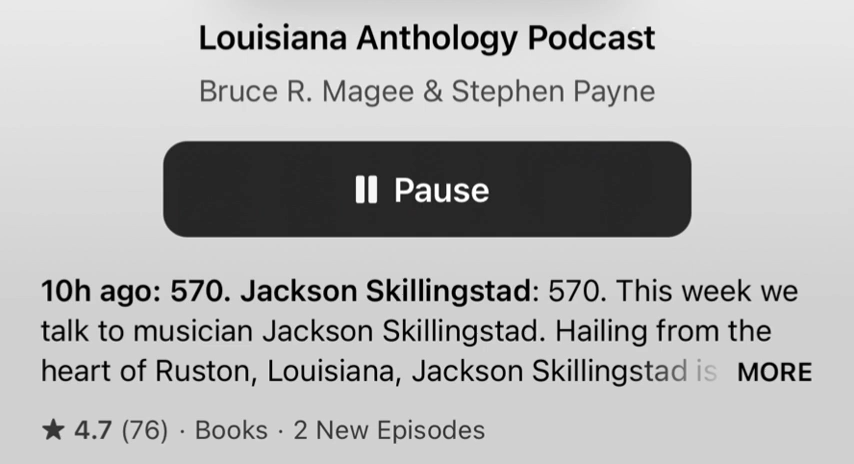 Louisiana Anthology Podcast
Bruce R. Magee & Stephen Payne
Pause
10h ago: 570. Jackson Skillingstad: 570. This week we
talk to musician Jackson Skillingstad. Hailing from the
heart of Ruston, Louisiana, Jackson Skillingstad is MORE
★ 4.7 (76) · Books · 2 New Episodes